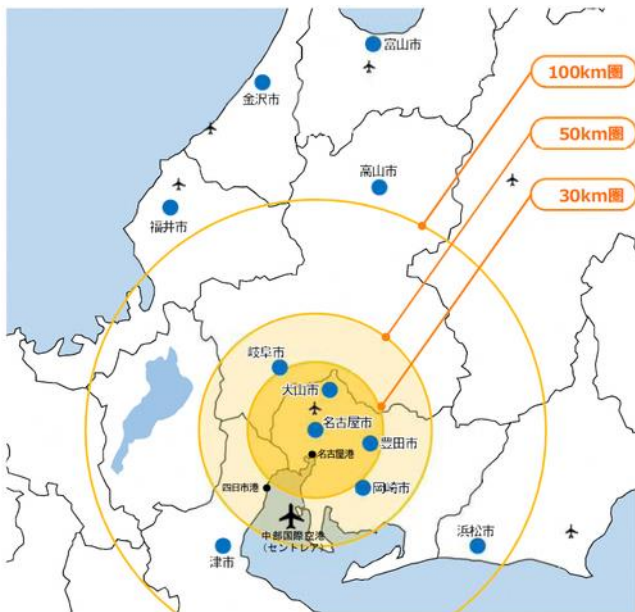 富山市
100km圏
金沢市
50km圏
高山市
30km圏
福井市
岐阜市
犬山市
名古屋市
豊田市
名古屋港
四日市港
岡崎市
中部国際空港
(セントレア)
津市
浜松市